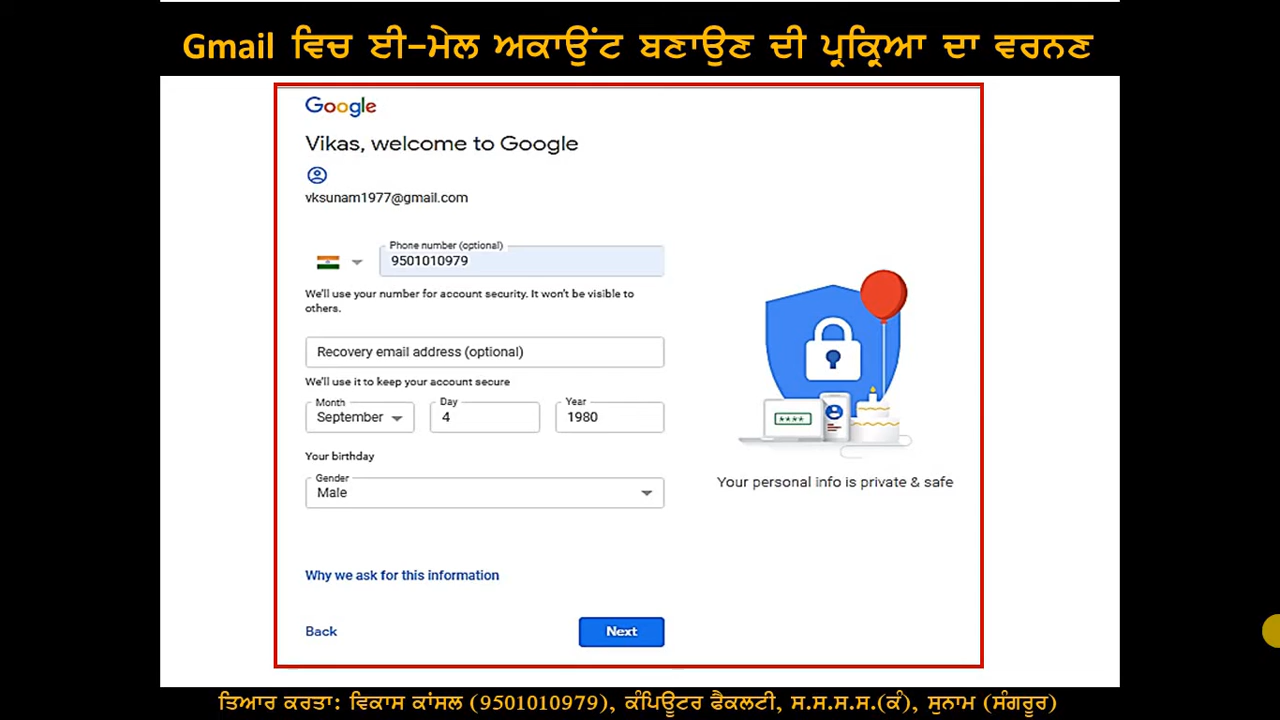 Gmail ਵਿਚ ਈ-ਮੇਲ ਅਕਾਉਂਟ ਬਣਾਉਣ ਦੀ ਪ੍ਰਕ੍ਰਿਆ ਦਾ ਵਰਨਣ
Google
Vikas, welcome to Google
vksunam1977@gmail.com
Phone number (optional)
9501010979
We'll use your number for account security. It won't be visible to
others.
Recovery email address (optional)
We'll use it to keep your account secure
Month Day Year
September 4 1980
Your birthday
Gender
Male
****
Your personal info is private & safe
Why we ask for this information
Back Next
ਤਿਆਰ ਕਰਤਾ: ਵਿਕਾਸ ਕਾਂਸਲ (9501010979), ਕੰਪਿਊਟਰ ਫੈਕਲਟੀ, ਸ.ਸ.ਸ.ਸ.(ਕੰ), ਸੁਨਾਮ (ਸੰਗਰੂਰ)